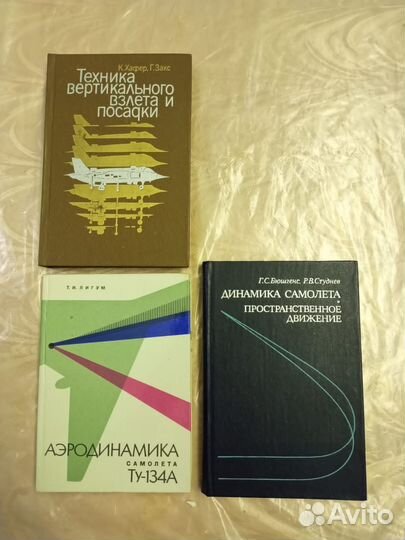 К. Хафер, Г. Закс
Техника
вертикального
взлета и
посадки
Т. И. ЛИГУМ
АЭРОДИНАМИКА
САМОЛЕТА
ТУ-134А
Г.С.Бюшгенс, Р.В.Студнев
ДИНАМИКА САМОЛЕТА
ПРОСТРАНСТВЕННОЕ
ДВИЖЕНИЕ
Avito